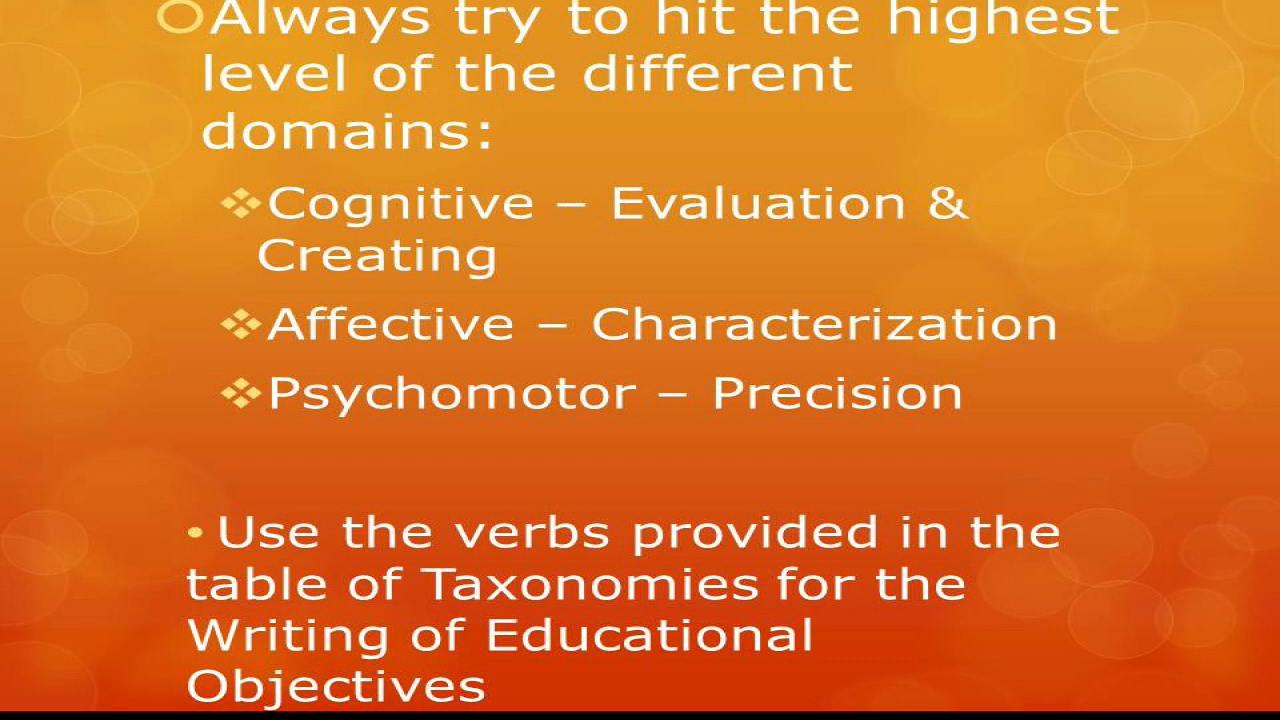 Always try to hit the highest
level of the different
domains:
❖Cognitive – Evaluation &
Creating
❖Affective – Characterization
❖Psychomotor – Precision
• Use the verbs provided in the
table of Taxonomies for the
Writing of Educational
Objectives